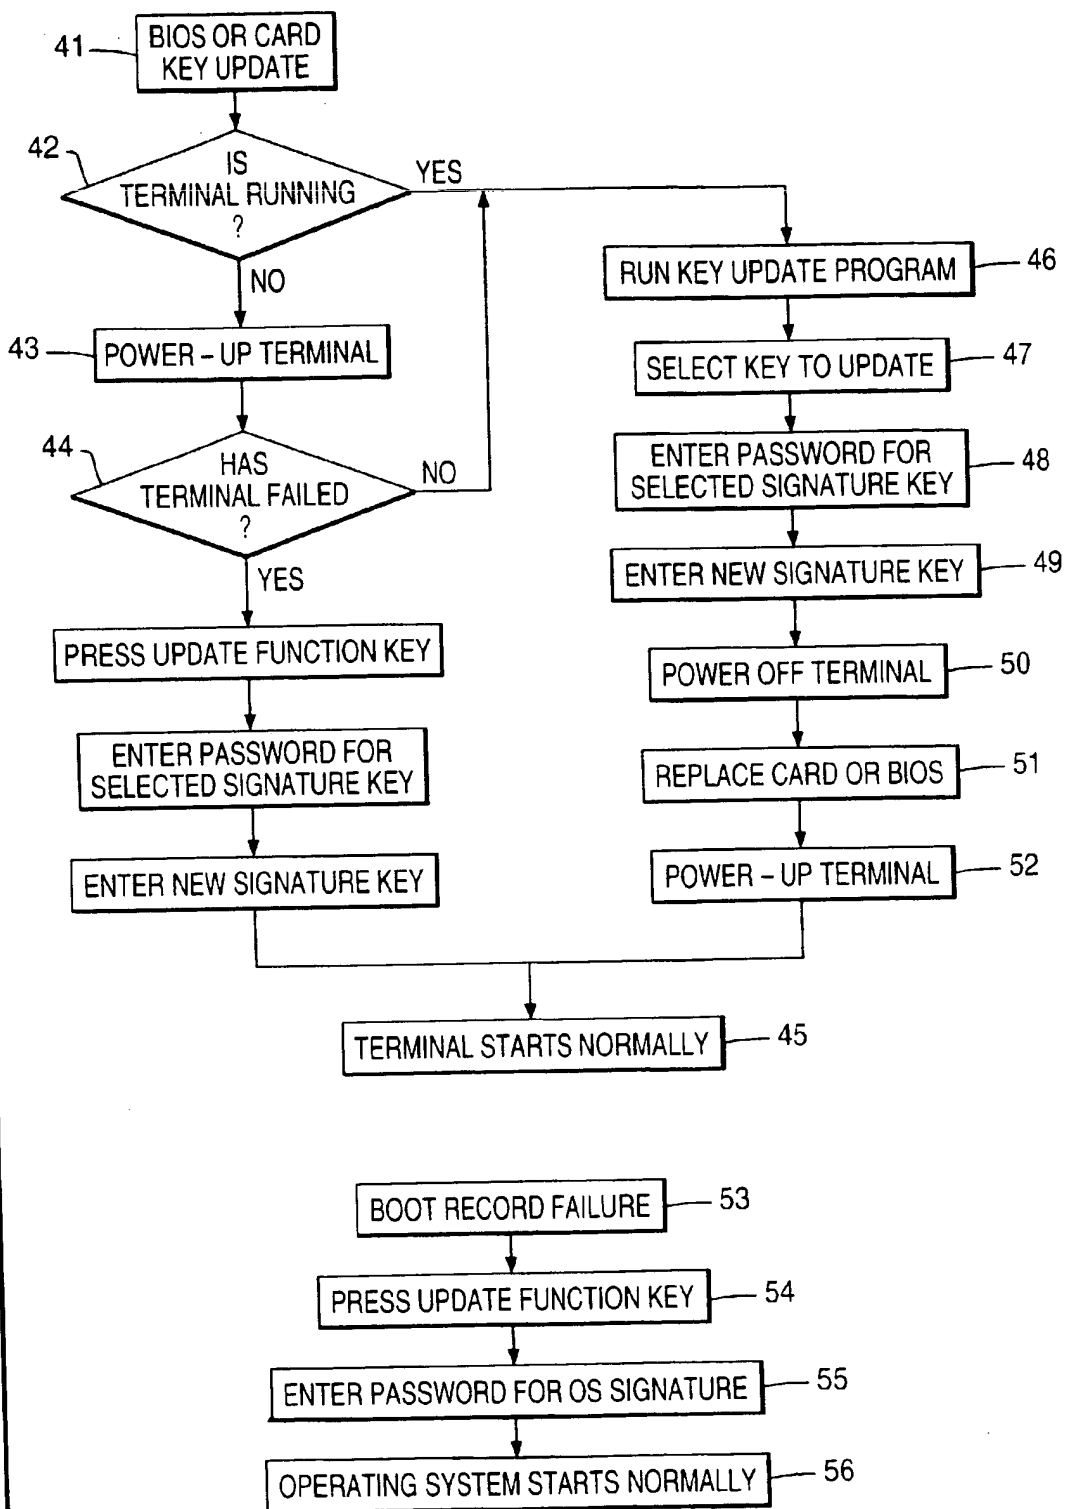 41
BIOS OR CARD
KEY UPDATE
42
IS
TERMINAL RUNNING
?
YES
NO
43
POWER – UP TERMINAL
44
HAS
TERMINAL FAILED
?
NO
YES
PRESS UPDATE FUNCTION KEY
ENTER PASSWORD FOR
SELECTED SIGNATURE KEY
ENTER NEW SIGNATURE KEY
RUN KEY UPDATE PROGRAM
46
SELECT KEY TO UPDATE
47
ENTER PASSWORD FOR
SELECTED SIGNATURE KEY
48
ENTER NEW SIGNATURE KEY
49
POWER OFF TERMINAL
50
REPLACE CARD OR BIOS
51
POWER – UP TERMINAL
52
TERMINAL STARTS NORMALLY
45
BOOT RECORD FAILURE
53
PRESS UPDATE FUNCTION KEY
54
ENTER PASSWORD FOR OS SIGNATURE
55
OPERATING SYSTEM STARTS NORMALLY
56